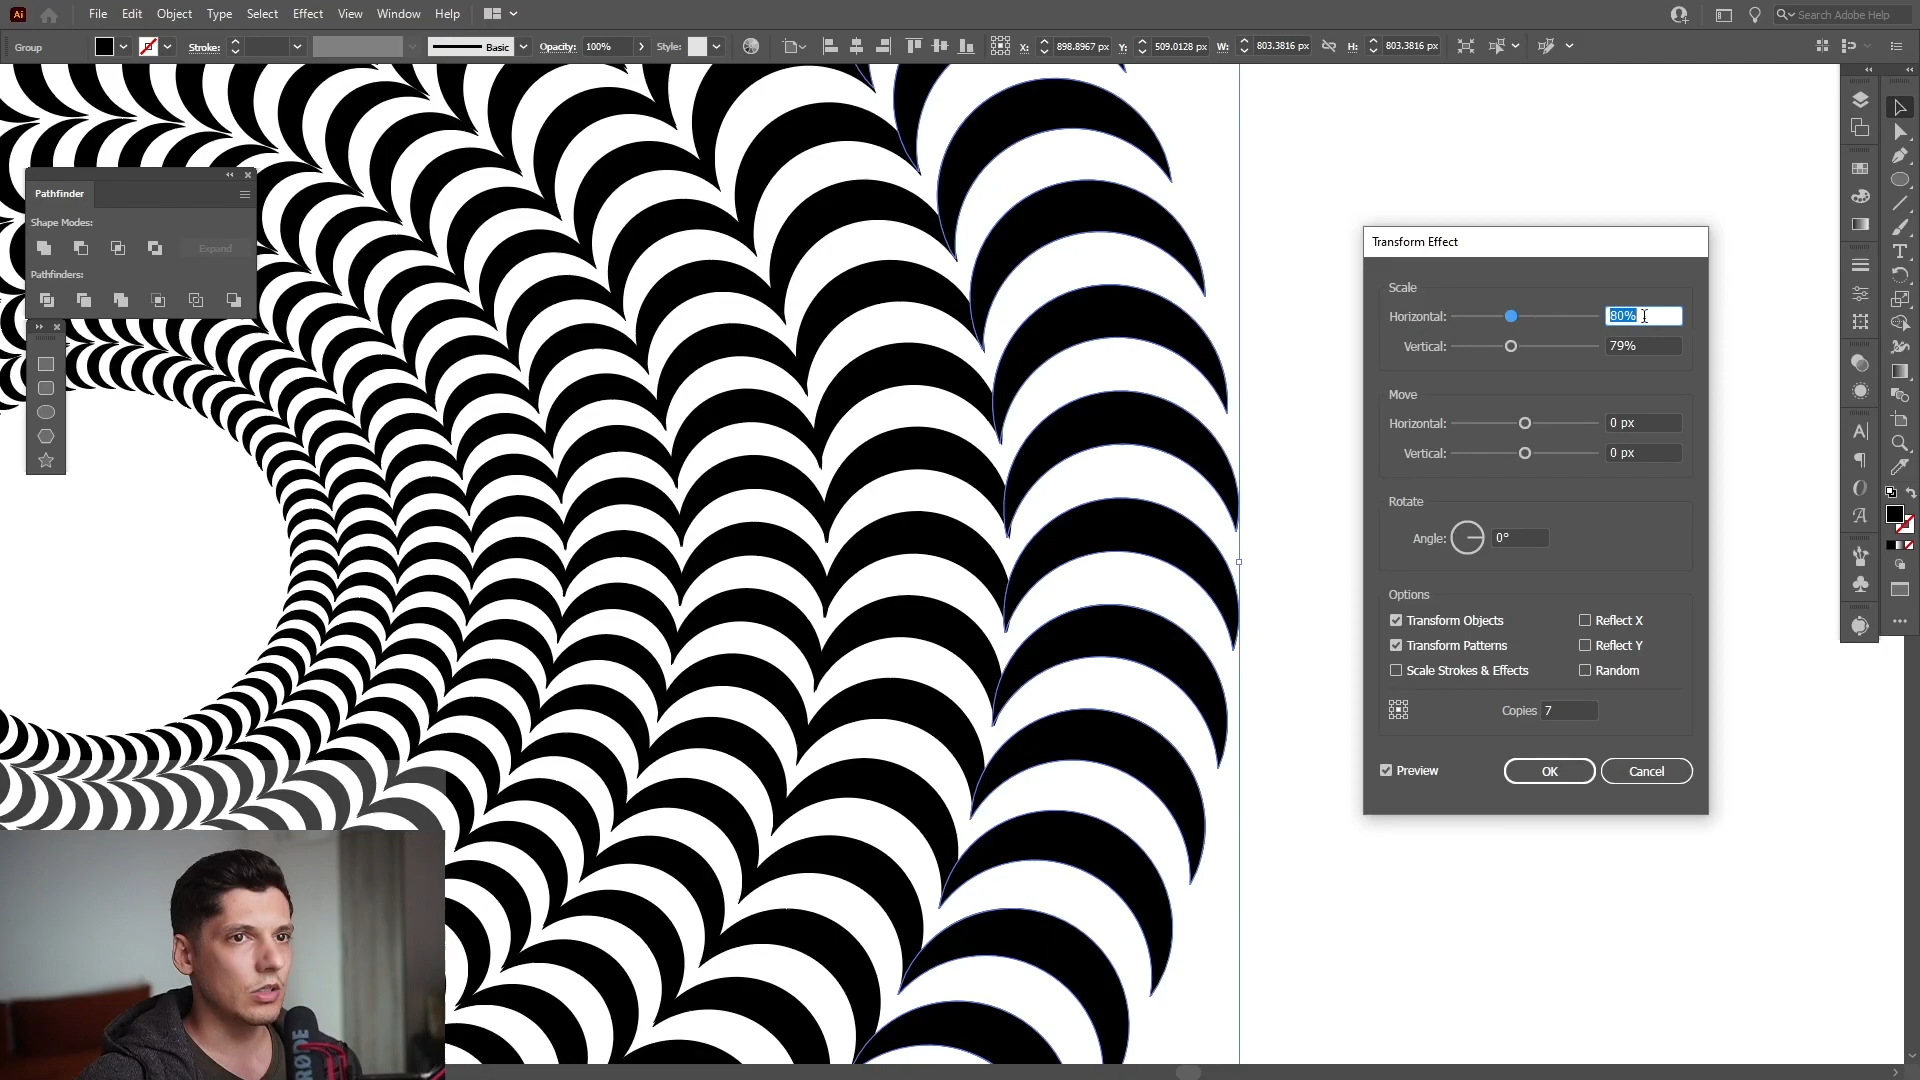 Ai File Edit Object Type Select Effect View Window Help Search Adobe Help
Group Stroke: Basic Opacity: 100% Style: X: 898.8967 px Y: 509.0128 px W: 803.3816 px H: 803.3816 px
Pathfinder
Shape Modes:
Expand
Pathfinders:
Transform Effect
Scale
Horizontal: 80%
Vertical: 79%
Move
Horizontal: 0 px
Vertical: 0 px
Rotate
Angle: 0°
Options
Transform Objects Reflect X
Transform Patterns Reflect Y
Scale Strokes & Effects Random
Copies 7
Preview OK Cancel
RØDE